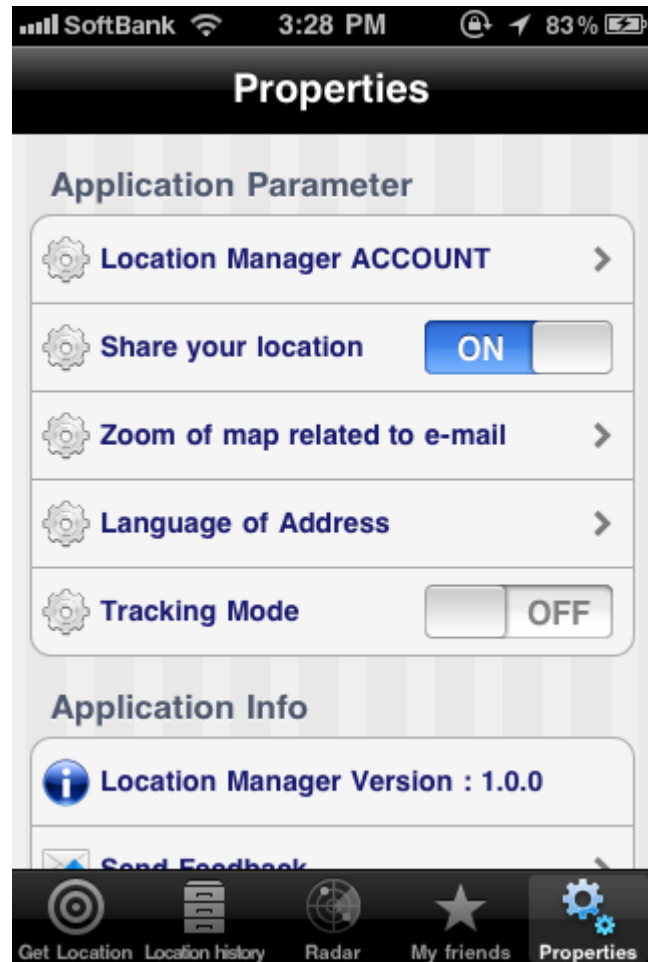 SoftBank 3:28 PM 83%
Properties
Application Parameter
Location Manager ACCOUNT
Share your location ON
Zoom of map related to e-mail
Language of Address
Tracking Mode OFF
Application Info
Location Manager Version : 1.0.0
Send Feedback
Get Location Location history Radar My friends Properties